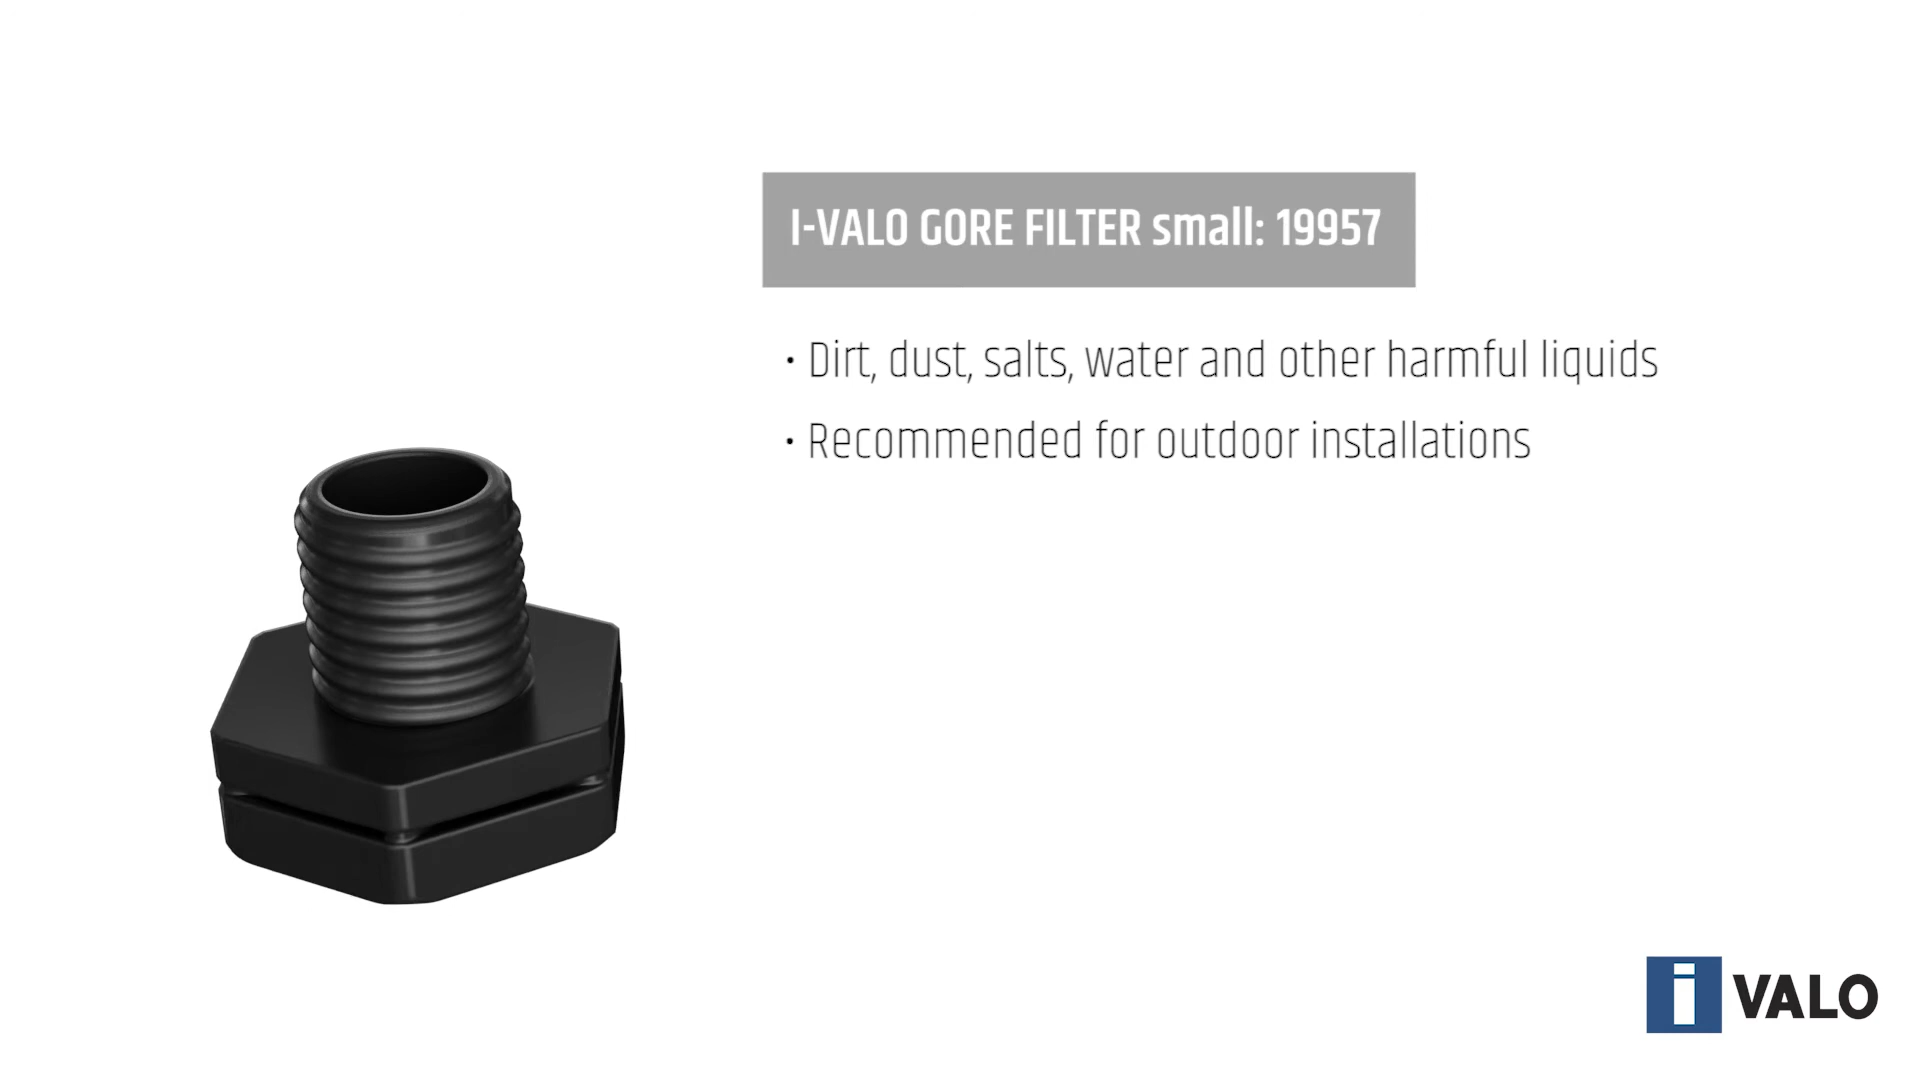 I-VALO GORE FILTER small: 19957
• Dirt, dust, salts, water and other harmful liquids
• Recommended for outdoor installations
i VALO